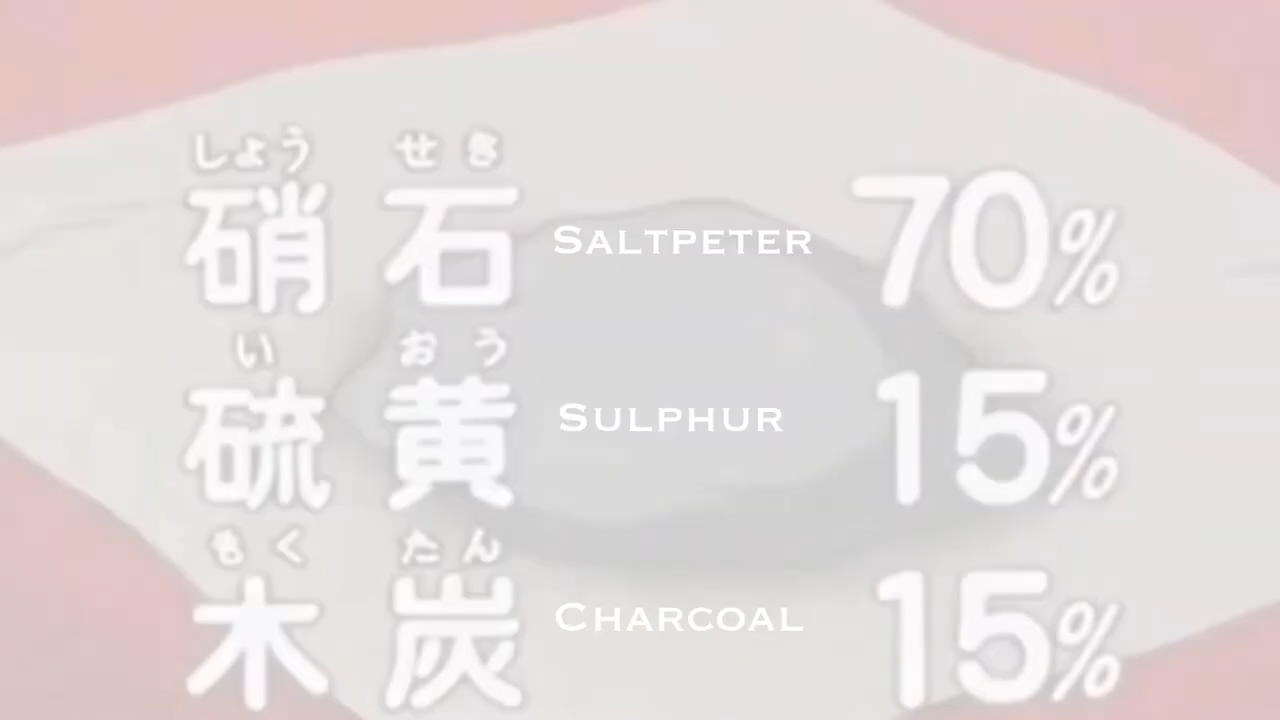 しょう せき
硝石 SALTPETER 70%
い おう
硫黄 SULPHUR 15%
もく たん
木炭 CHARCOAL 15%